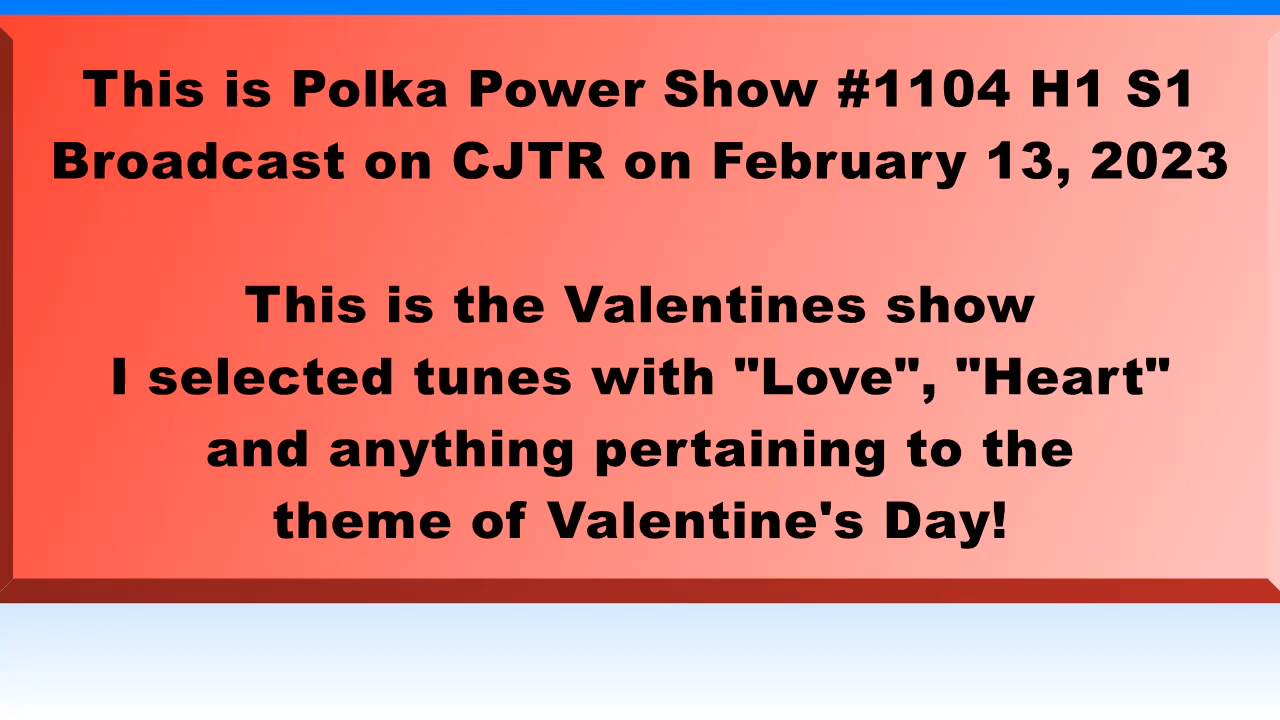 This is Polka Power Show #1104 H1 S1
Broadcast on CJTR on February 13, 2023
This is the Valentines show
I selected tunes with "Love", "Heart"
and anything pertaining to the
theme of Valentine's Day!